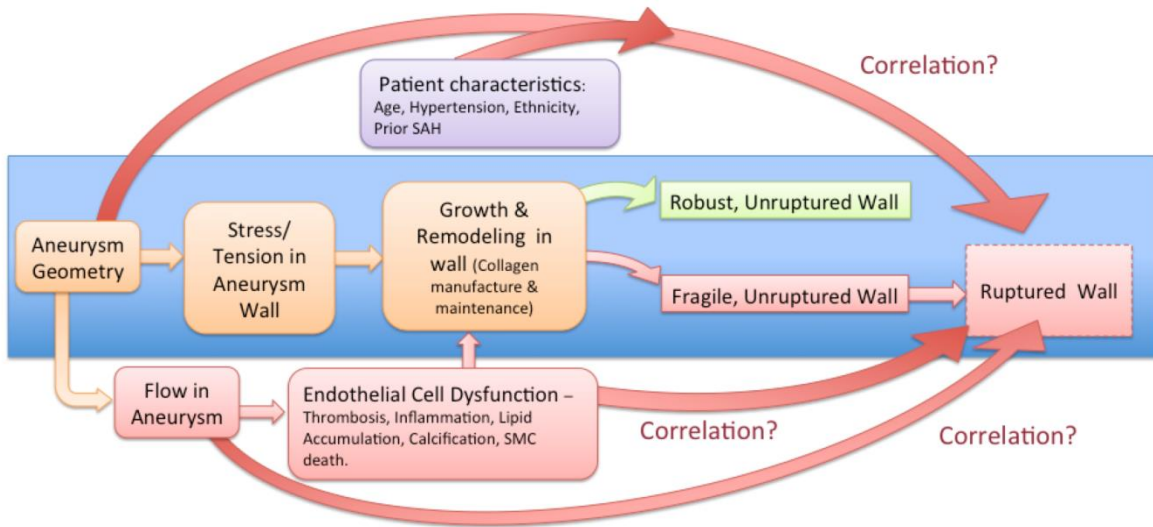 Correlation?
Patient characteristics:
Age, Hypertension, Ethnicity,
Prior SAH
Aneurysm
Geometry
Stress/
Tension in
Aneurysm
Wall
Growth &
Remodeling in
wall (Collagen
manufacture &
maintenance)
Robust, Unruptured Wall
Fragile, Unruptured Wall
Ruptured Wall
Flow in
Aneurysm
Endothelial Cell Dysfunction –
Thrombosis, Inflammation, Lipid
Accumulation, Calcification, SMC
death.
Correlation?
Correlation?